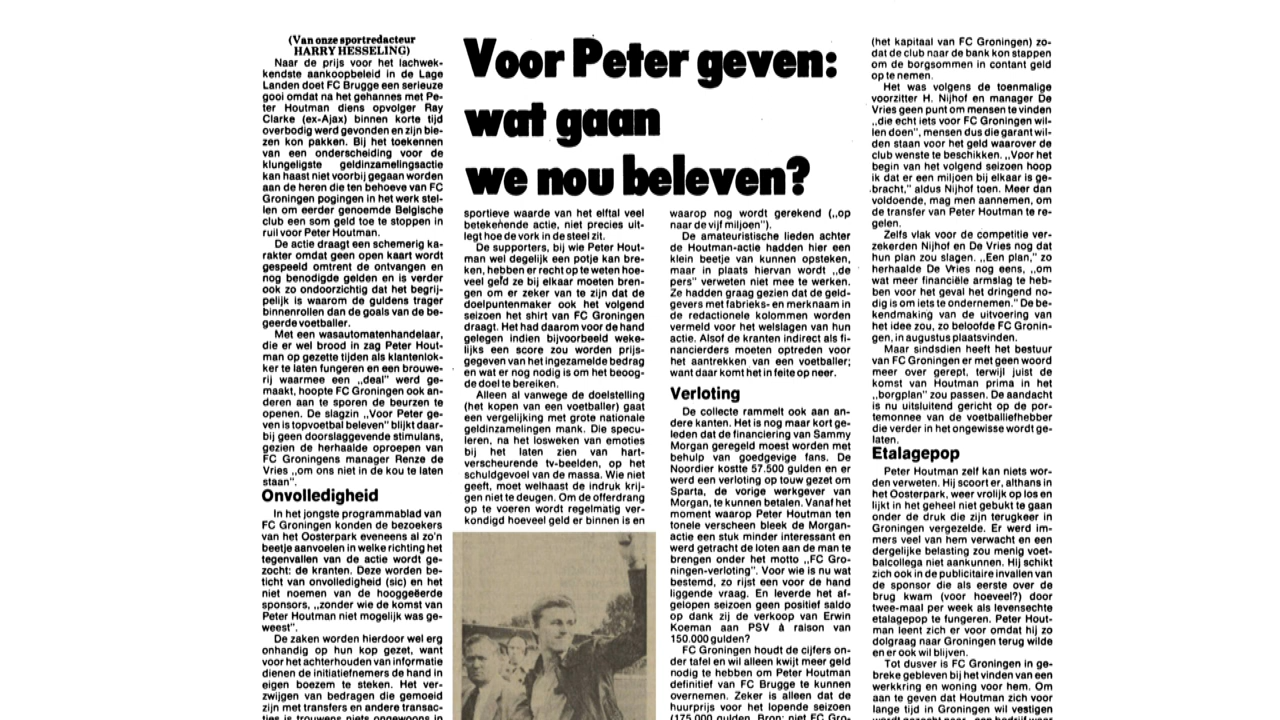 (Van onze sportredacteur
HARRY HESSELING)
Naar de prijs voor het lachwek-
kendste aankoopbeleid in de Lage
Landen doet FC Brugge een serieuze
gooi omdat na het gehannes met Pe-
ter Houtman diens opvolger Ray
Clarke (ex-Ajax) binnen korte tijd
overbodig werd gevonden en zijn bie-
zen kon pakken. Bij het toekennen
van een onderscheiding voor de
klungeligste geldinzamelingsactie
kan haast niet voorbij gegaan worden
aan de heren die ten behoeve van FC
Groningen pogingen in het werk stel-
len om eerder genoemde Belgische
club een som geld toe te stoppen in
ruil voor Peter Houtman.
De actie draagt een schemerig ka-
rakter omdat geen open kaart wordt
gespeeld omtrent de ontvangen en
nog benodigde gelden en is verder
ook zo ondoorzichtig dat het begrij-
pelijk is waarom de guldens trager
binnenrollen dan de goals van de be-
geerde voetballer.
Met een wasautomatenhandelaar,
die er wel brood in zag Peter Hout-
man op gezette tijden als klantenlok-
ker te laten fungeren en een brouwe-
rij waarmee een „deal" werd ge-
maakt, hoopte FC Groningen ook an-
deren aan te sporen de beurzen te
openen. De slagzin „Voor Peter ge-
ven is topvoetbal beleven" blijkt daar-
bij geen doorslaggevende stimulans,
gezien de herhaalde oproepen van
FC Groningens manager Renze de
Vries „om ons niet in de kou te laten
staan".
Onvolledigheid
In het jongste programmablad van
FC Groningen konden de bezoekers
van het Oosterpark eveneens al zo'n
beetje aanvoelen in welke richting het
tegenvallen van de actie wordt ge-
zocht: de kranten. Deze worden be-
ticht van onvolledigheid (sic) en het
niet noemen van de hooggeëerde
sponsors, „zonder wie de komst van
Peter Houtman niet mogelijk was ge-
weest".
De zaken worden hierdoor wel erg
onhandig op hun kop gezet, want
voor het achterhouden van informatie
dienen de initiatiefnemers de hand in
eigen boezem te steken. Het ver-
zwijgen van bedragen die gemoeid
zijn met transfers en andere transac-
ties is trouwens niets ongewoons in
Voor Peter geven:
wat gaan
we nou beleven?
sportieve waarde van het elftal veel
betekenende actie, niet precies uit-
legt hoe de vork in de steel zit.
De supporters, bij wie Peter Hout-
man wel degelijk een potje kan bre-
ken, hebben er recht op te weten hoe-
veel geld ze bij elkaar moeten bren-
gen om er zeker van te zijn dat de
doelpuntenmaker ook het volgend
seizoen het shirt van FC Groningen
draagt. Het had daarom voor de hand
gelegen indien bijvoorbeeld weke-
lijks een score zou worden prijs-
gegeven van het ingezamelde bedrag
en wat er nog nodig is om het beoog-
de doel te bereiken.
Alleen al vanwege de doelstelling
(het kopen van een voetballer) gaat
een vergelijking met grote nationale
geldinzamelingen mank. Die specu-
leren, na het losweken van emoties
bij het laten zien van hart-
verscheurende tv-beelden, op het
schuldgevoel van de massa. Wie niet
geeft, moet welhaast de indruk krij-
gen niet te deugen. Om de offerdrang
op te voeren wordt regelmatig ver-
kondigd hoeveel geld er binnen is en
waarop nog wordt gerekend („op
naar de vijf miljoen").
De amateuristische lieden achter
de Houtman-actie hadden hier een
klein beetje van kunnen opsteken,
maar in plaats hiervan wordt „de
pers" verweten niet mee te werken.
Ze hadden graag gezien dat de geld-
gevers met fabrieks- en merknaam in
de redactionele kolommen worden
vermeld voor het welslagen van hun
actie. Alsof de kranten indirect als fi-
nancierders moeten optreden voor
het aantrekken van een voetballer;
want daar komt het in feite op neer.
Verloting
De collecte rammelt ook aan an-
dere kanten. Het is nog maar kort ge-
leden dat de financiering van Sammy
Morgan geregeld moest worden met
behulp van goedgevige fans. De
Noordier kostte 57.500 gulden en er
werd een verloting op touw gezet om
Sparta, de vorige werkgever van
Morgan, te kunnen betalen. Vanaf het
moment waarop Peter Houtman ten
tonele verscheen bleek de Morgan-
actie een stuk minder interessant en
werd getracht de loten aan de man te
brengen onder het motto „FC Gro-
ningen-verloting". Voor wie is nu wat
bestemd, zo rijst een voor de hand
liggende vraag. En leverde het af-
gelopen seizoen geen positief saldo
op dank zij de verkoop van Erwin
Koeman aan PSV à raison van
150.000 gulden?
FC Groningen houdt de cijfers on-
der tafel en wil alleen kwijt meer geld
nodig te hebben om Peter Houtman
definitief van FC Brugge te kunnen
overnemen. Zeker is alleen dat de
huurprijs voor het lopende seizoen
(175.000 gulden. Bron: niet FC Gro-
(het kapitaal van FC Groningen) zo-
dat de club naar de bank kon stappen
om de borgsommen in contant geld
op te nemen.
Het was volgens de toenmalige
voorzitter H. Nijhof en manager De
Vries geen punt om mensen te vinden
„die echt iets voor FC Groningen wil-
len doen", mensen dus die garant wil-
den staan voor het geld waarover de
club wenste te beschikken. „Voor het
begin van het volgend seizoen hoop
ik dat er een miljoen bij elkaar is ge-
bracht," aldus Nijhof toen. Meer dan
voldoende, mag men aannemen, om
de transfer van Peter Houtman te re-
gelen.
Zelfs vlak voor de competitie ver-
zekerden Nijhof en De Vries nog dat
hun plan zou slagen. „Een plan," zo
herhaalde De Vries nog eens, „om
wat meer financiële armslag te heb-
ben voor het geval het dringend no-
dig is om iets te ondernemen." De be-
kendmaking van de uitvoering van
het idee zou, zo beloofde FC Gronin-
gen, in augustus plaatsvinden.
Maar sindsdien heeft het bestuur
van FC Groningen er met geen woord
meer over gerept, terwijl juist de
komst van Houtman prima in het
„borgplan" zou passen. De aandacht
is nu uitsluitend gericht op de por-
temonnee van de voetballiefhebber
die verder in het ongewisse wordt ge-
laten.
Etalagepop
Peter Houtman zelf kan niets wor-
den verweten. Hij scoort er, althans in
het Oosterpark, weer vrolijk op los en
lijkt in het geheel niet gebukt te gaan
onder de druk die zijn terugkeer in
Groningen vergezelde. Er werd im-
mers veel van hem verwacht en een
dergelijke belasting zou menig voet-
balcollega niet aankunnen. Hij schikt
zich ook in de publicitaire invallen van
de sponsor die als eerste over de
brug kwam (voor hoeveel?) door
twee-maal per week als levensechte
etalagepop te fungeren. Peter Hout-
man leent zich er voor omdat hij zo
dolgraag naar Groningen terug wilde
en er ook wil blijven.
Tot dusver is FC Groningen in ge-
breke gebleven bij het vinden van een
werkkring en woning voor hem. Om
aan te geven dat Houtman zich voor
lange tijd in Groningen wil vestigen